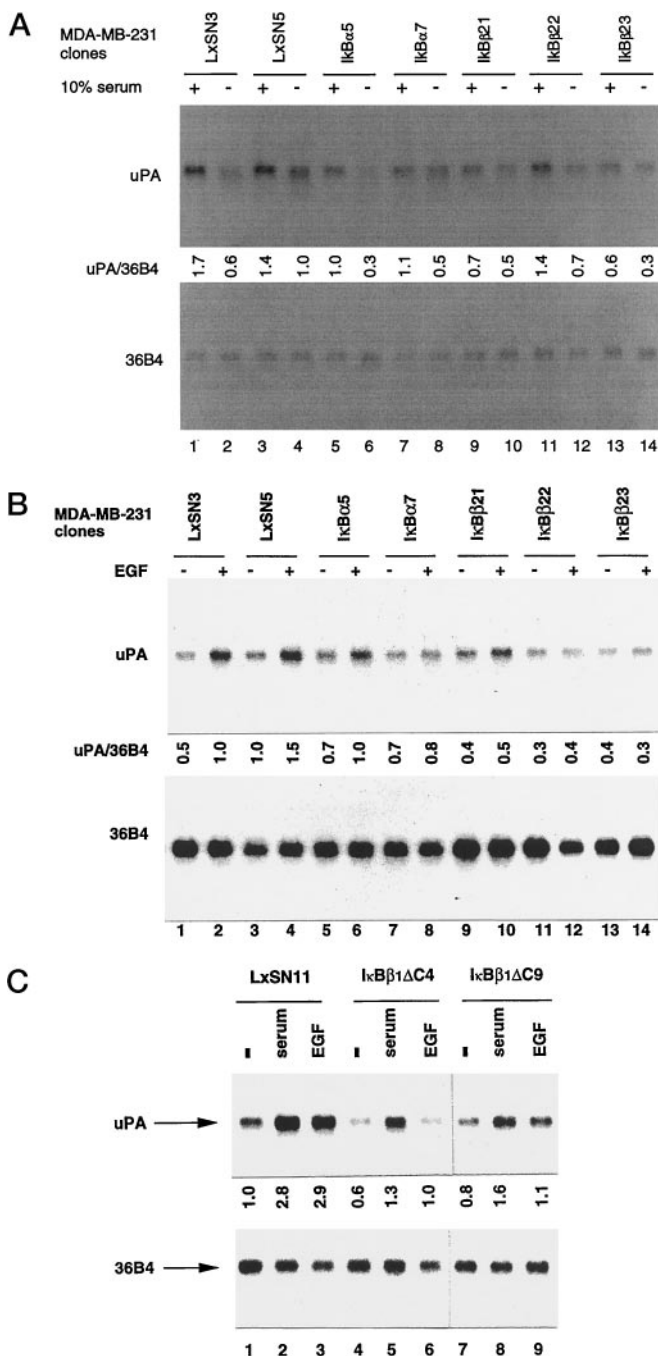 A
MDA-MB-231 clones
LxSN3 LxSN5 IkBα5 IkBα7 IkBβ21 IkBβ22 IkBβ23
10% serum + - + - + - + - + - + - + -
uPA
uPA/36B4 1.7 0.6 1.4 1.0 1.0 0.3 1.1 0.5 0.7 0.5 1.4 0.7 0.6 0.3
36B4
1 2 3 4 5 6 7 8 9 10 11 12 13 14
B
MDA-MB-231 clones
LxSN3 LxSN5 IκBα5 IκBα7 IκBβ21 IκBβ22 IκBβ23
EGF - + - + - + - + - + - + - +
uPA
uPA/36B4 0.5 1.0 1.0 1.5 0.7 1.0 0.7 0.8 0.4 0.5 0.3 0.4 0.4 0.3
36B4
1 2 3 4 5 6 7 8 9 10 11 12 13 14
C
LxSN11 IκBβ1ΔC4 IκBβ1ΔC9
- serum EGF - serum EGF - serum EGF
uPA
1.0 2.8 2.9 0.6 1.3 1.0 0.8 1.6 1.1
36B4
1 2 3 4 5 6 7 8 9